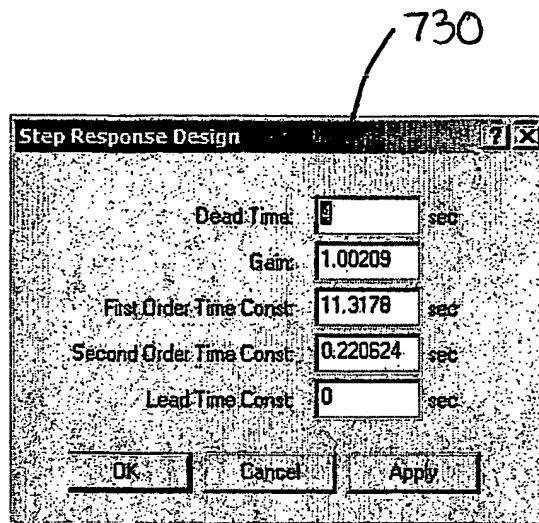 730
Step Response Design
Dead Time: sec
Gain: 1.00209
First Order Time Const: 11.3178 sec
Second Order Time Const: 0.220624 sec
Lead Time Const: 0 sec
OK Cancel Apply